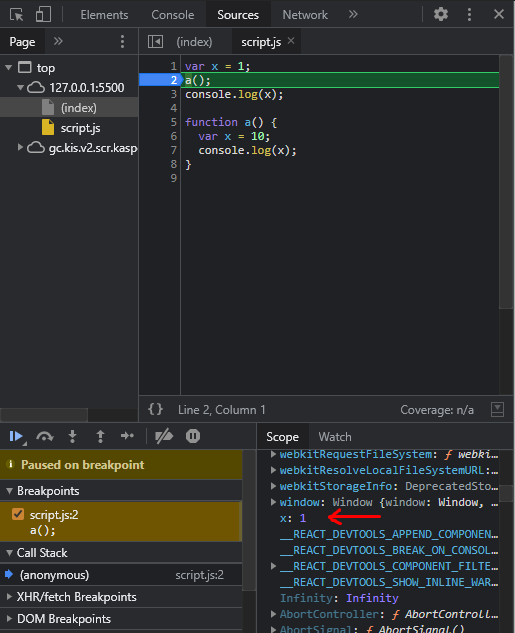 Elements Console Sources Network »
Page » (index) script.js ×
top
127.0.0.1:5500
(index)
script.js
gc.kis.v2.scr.kaspe
1 var x = 1;
2 a();
3 console.log(x);
4
5 function a() {
6 var x = 10;
7 console.log(x);
8 }
9
{} Line 2, Column 1 Coverage: n/a
Scope Watch
Paused on breakpoint
Breakpoints
script.js:2
a();
Call Stack
(anonymous) script.js:2
XHR/fetch Breakpoints
DOM Breakpoints
webkitRequestFileSystem: ƒ webki…
webkitResolveLocalFileSystemURL:…
webkitStorageInfo: DeprecatedSto…
window: Window {window: Window, …
x: 1
__REACT_DEVTOOLS_APPEND_COMPONEN…
__REACT_DEVTOOLS_BREAK_ON_CONSOL…
__REACT_DEVTOOLS_COMPONENT_FILTE…
__REACT_DEVTOOLS_SHOW_INLINE_WAR…
Infinity: Infinity
AbortController: ƒ AbortControll…
AbortSignal: ƒ AbortSignal()